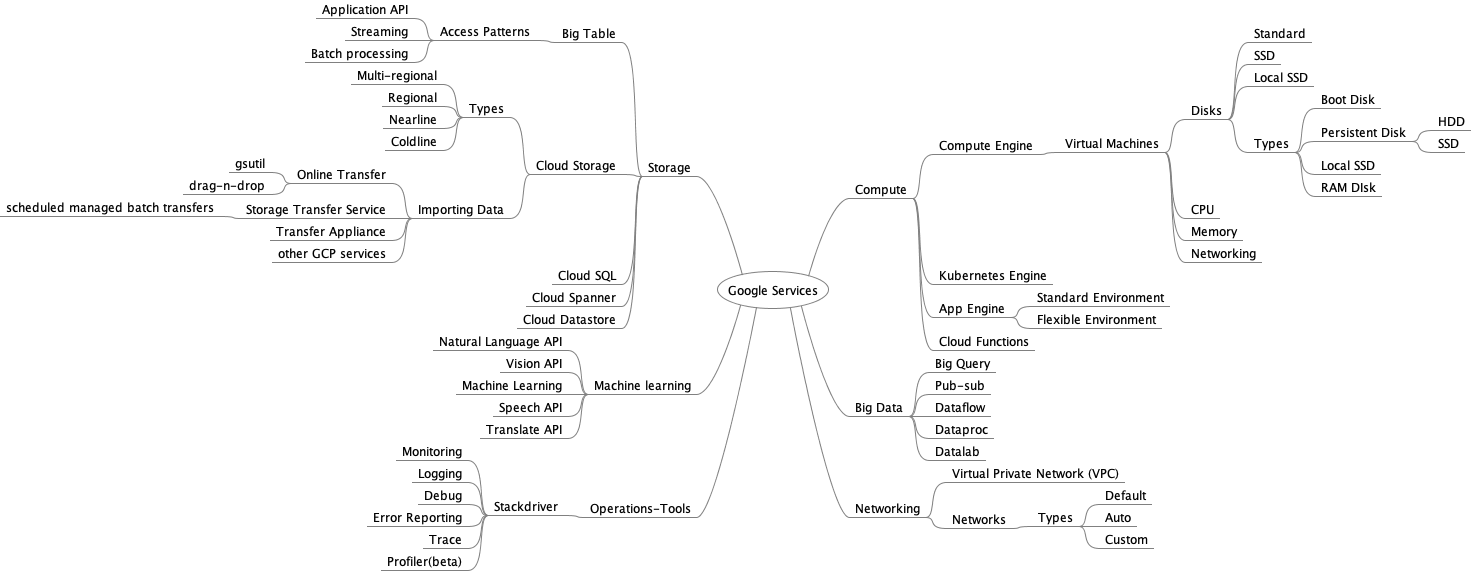 Google Services
Storage
Big Table
Access Patterns
Application API
Streaming
Batch processing
Cloud Storage
Types
Multi-regional
Regional
Nearline
Coldline
Importing Data
Online Transfer
gsutil
drag-n-drop
Storage Transfer Service
scheduled managed batch transfers
Transfer Appliance
other GCP services
Cloud SQL
Cloud Spanner
Cloud Datastore
Machine learning
Natural Language API
Vision API
Machine Learning
Speech API
Translate API
Operations-Tools
Stackdriver
Monitoring
Logging
Debug
Error Reporting
Trace
Profiler(beta)
Compute
Compute Engine
Virtual Machines
Disks
Standard
SSD
Local SSD
Types
Boot Disk
Persistent Disk
HDD
SSD
Local SSD
RAM DIsk
CPU
Memory
Networking
Kubernetes Engine
App Engine
Standard Environment
Flexible Environment
Cloud Functions
Big Data
Big Query
Pub-sub
Dataflow
Dataproc
Datalab
Networking
Virtual Private Network (VPC)
Networks
Types
Default
Auto
Custom